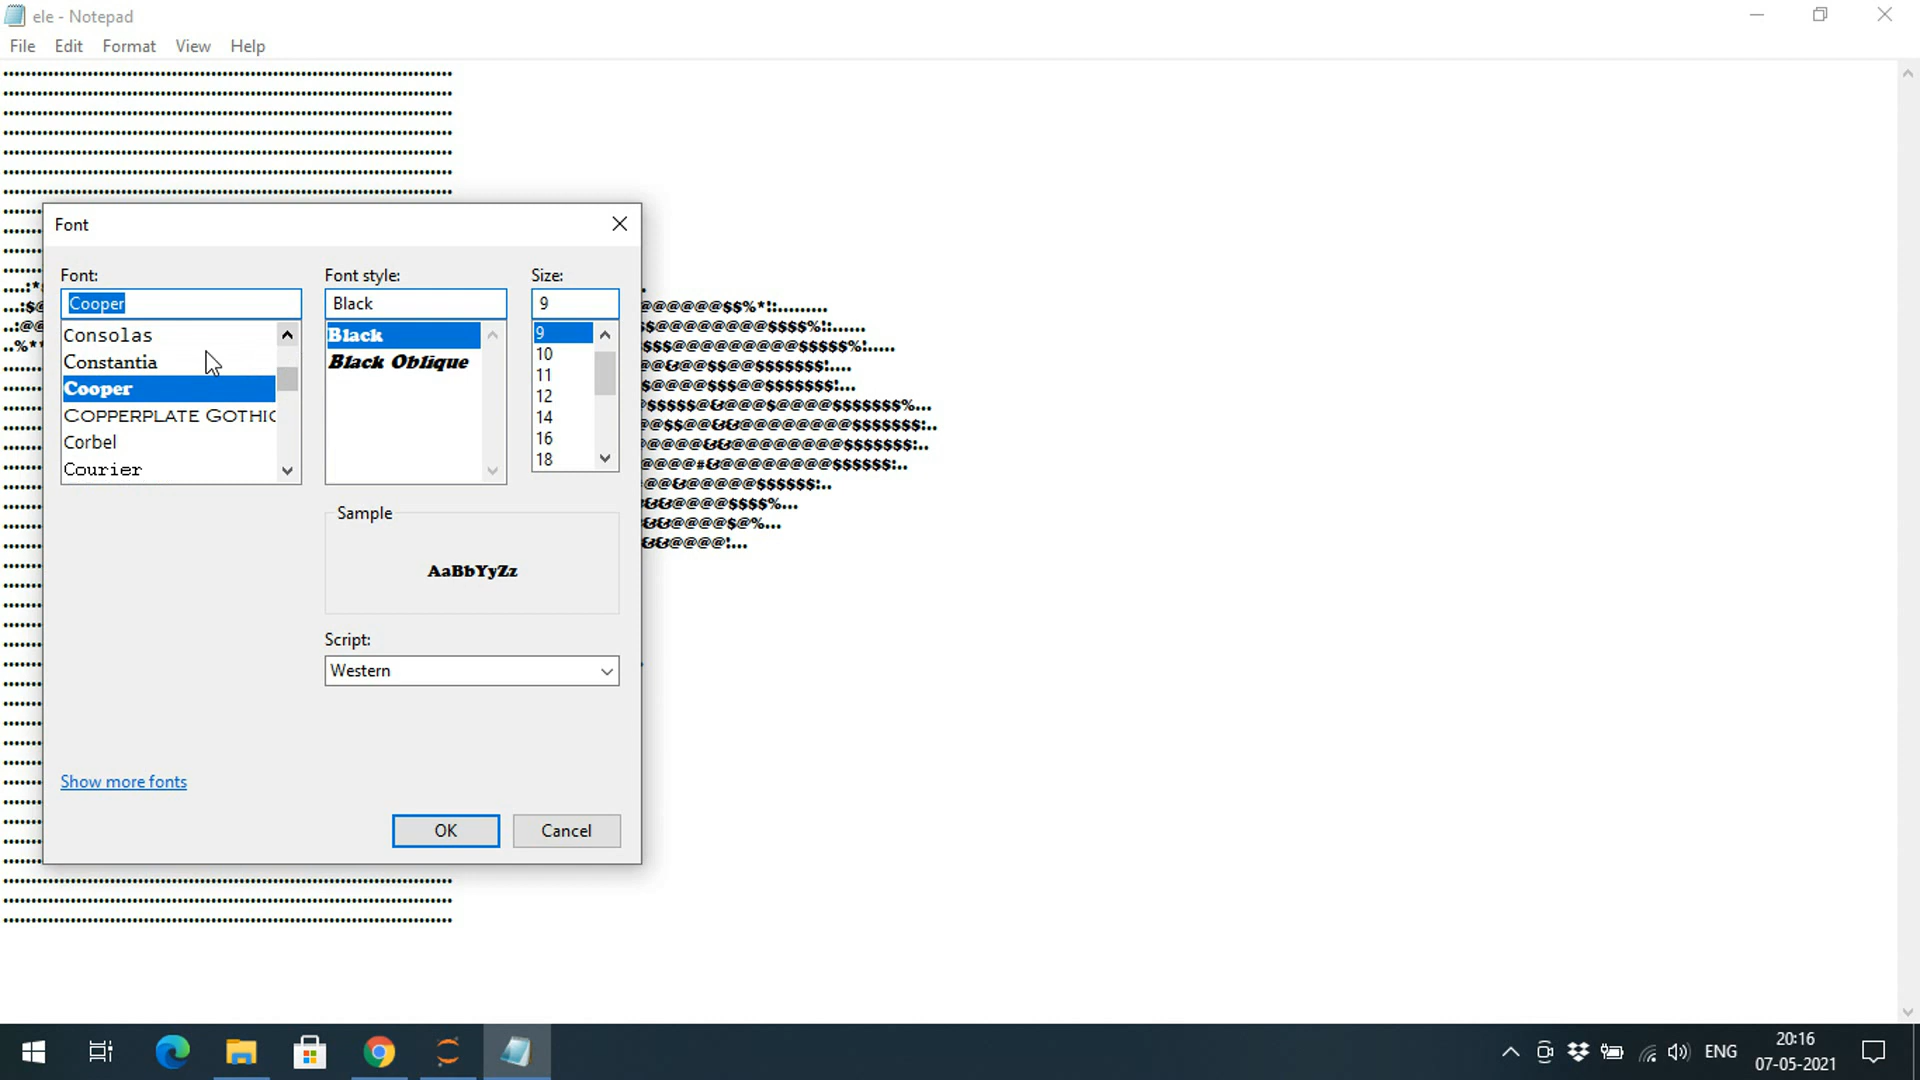 ele - Notepad
File Edit Format View Help
Font
Font: Font style: Size:
Cooper Black 9
Consolas
Constantia
Cooper
Copperplate Gothic
Corbel
Courier
Black
Black Oblique
9
10
11
12
14
16
18
Sample
AaBbYyZz
Script:
Western
Show more fonts
OK Cancel
ENG
20:16
07-05-2021